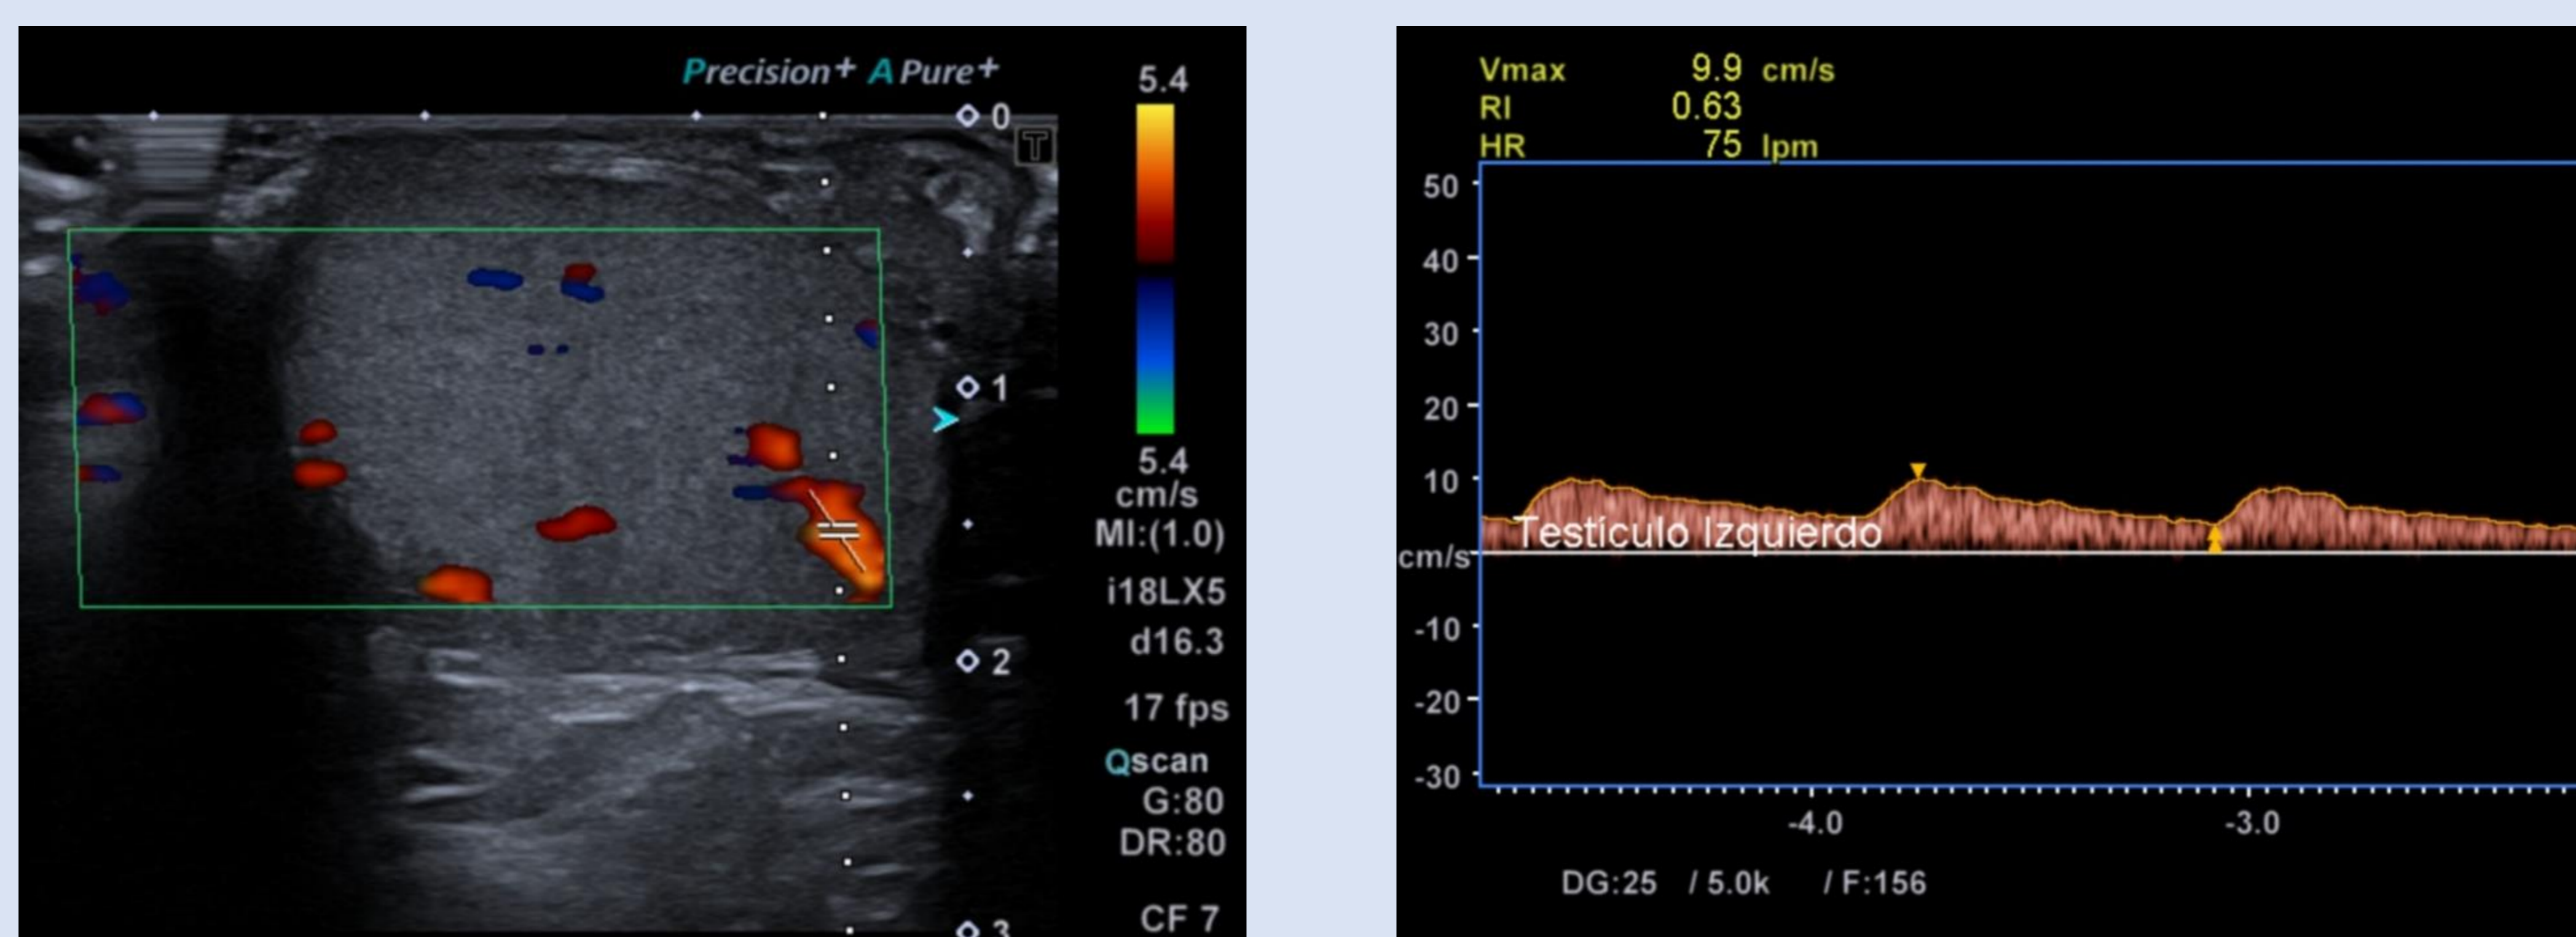 Precision+ A Pure+
5.4
0
T
1
5.4
cm/s
MI:(1.0)
i18LX5
d16.3
2
17 fps
Qscan
G:80
DR:80
CF 7
3
Vmax 9.9 cm/s
RI 0.63
HR 75 lpm
50
40
30
20
10
Testículo Izquierdo
cm/s
-10
-20
-30
-4.0 -3.0
DG:25 / 5.0k / F:156